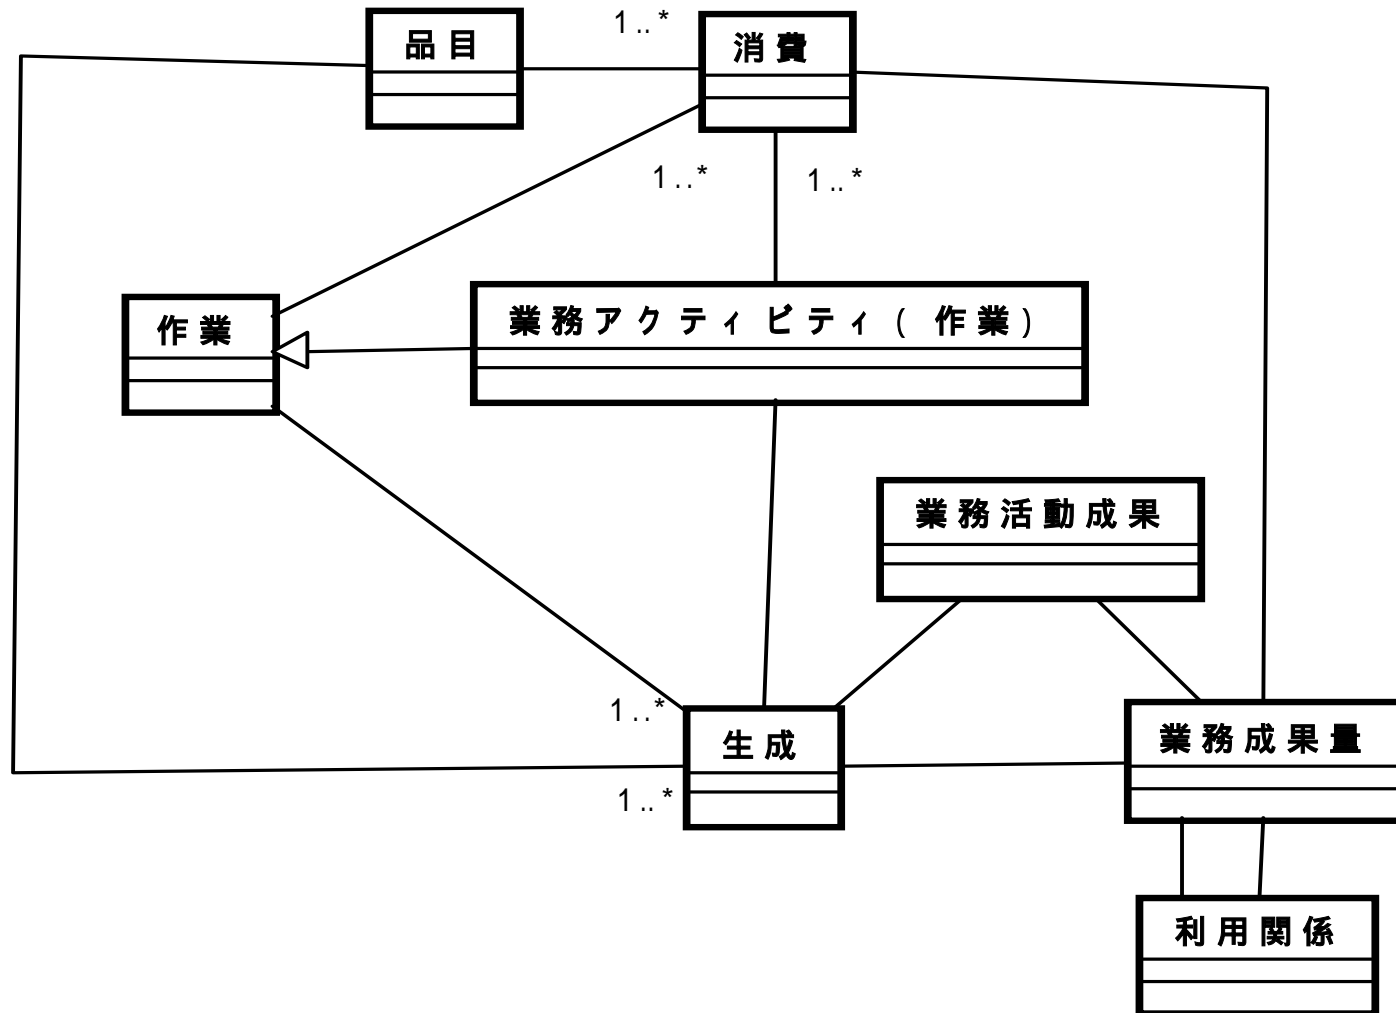 品目
1..*
消費
1..*
1..*
作業
業務アクティビティ(作業)
業務活動成果
1..*
生成
業務成果量
1..*
利用関係